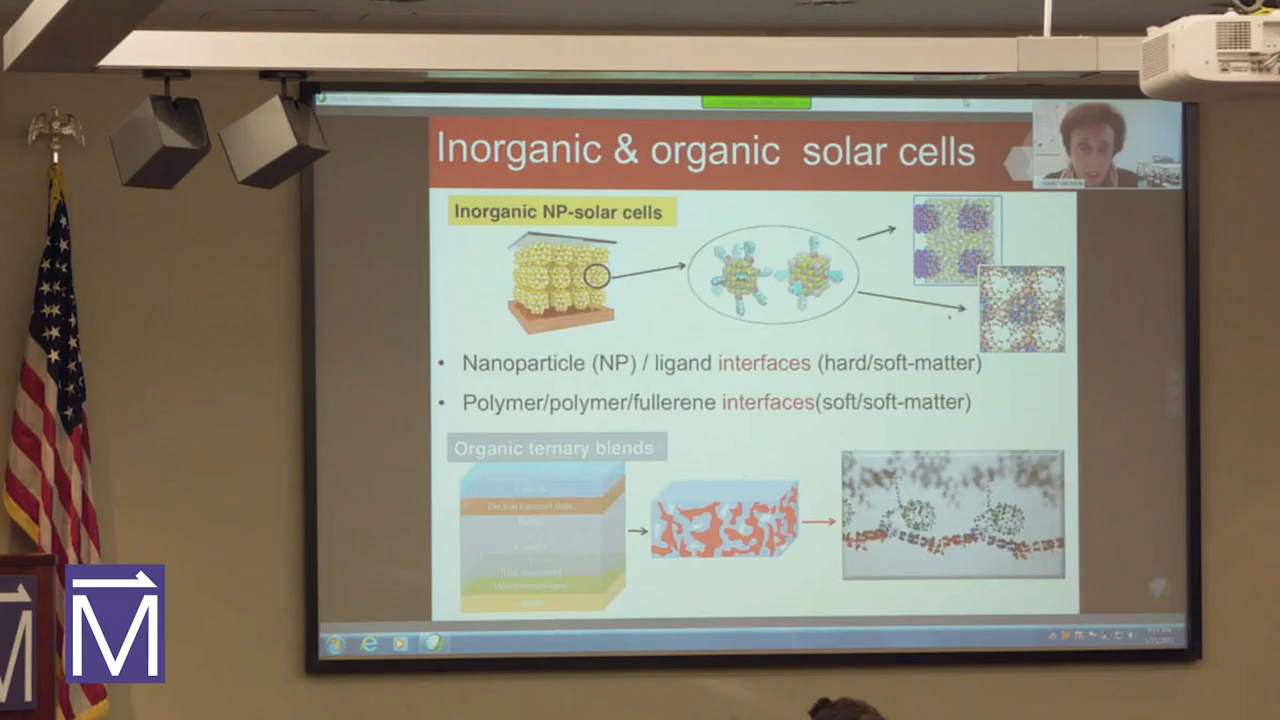 Inorganic & organic solar cells
Inorganic NP-solar cells
• Nanoparticle (NP) / ligand interfaces (hard/soft-matter)
• Polymer/polymer/fullerene interfaces(soft/soft-matter)
Organic ternary blends
M
M